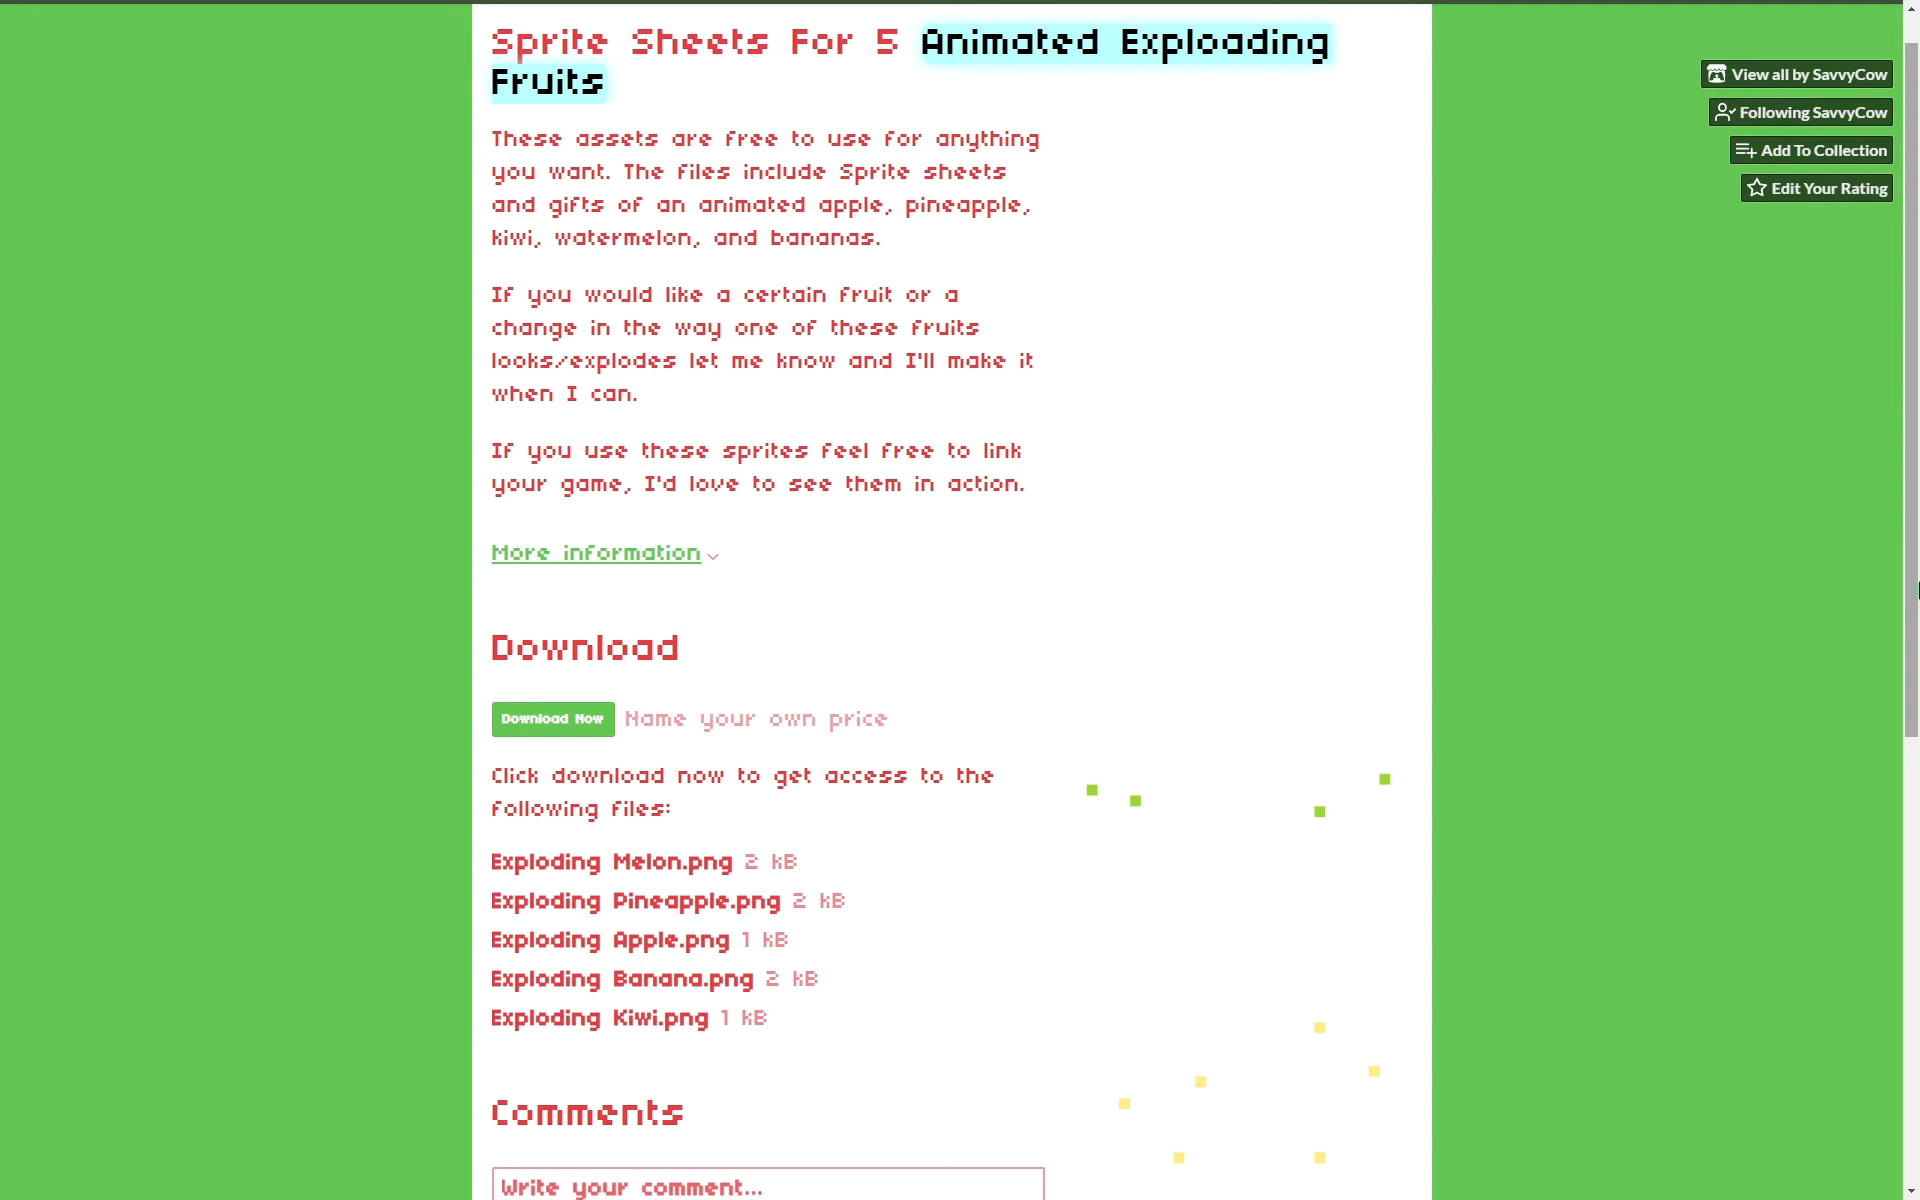 Sprite Sheets For 5 Animated Exploading
Fruits
View all by SavvyCow
Following SavvyCow
Add To Collection
Edit Your Rating
These assets are free to use for anything
you want. The files include Sprite sheets
and gifts of an animated apple, pineapple,
kiwi, watermelon, and bananas.
If you would like a certain fruit or a
change in the way one of these fruits
looks/explodes let me know and I'll make it
when I can.
If you use these sprites feel free to link
your game, I'd love to see them in action.
More information
Download
Download Now Name your own price
Click download now to get access to the
following files:
Exploding Melon.png 2 kB
Exploding Pineapple.png 2 kB
Exploding Apple.png 1 kB
Exploding Banana.png 2 kB
Exploding Kiwi.png 1 kB
Comments
Write your comment...